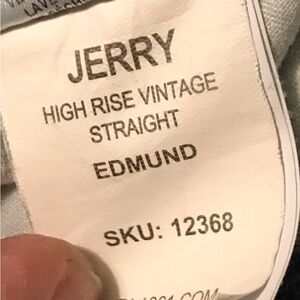 JERRY
HIGH RISE VINTAGE
STRAIGHT
EDMUND
SKU: 12368